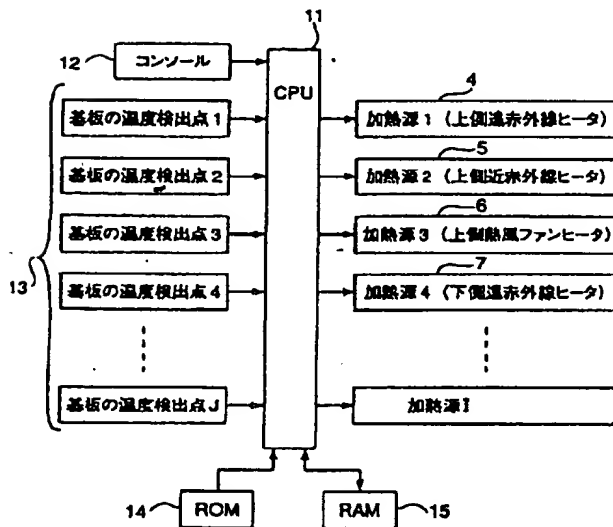 11
12
コンソール
CPU
4
基板の温度検出点1
加熱源1 (上側遠赤外線ヒータ)
5
基板の温度検出点2
加熱源2 (上側近赤外線ヒータ)
6
基板の温度検出点3
加熱源3 (上側熱風ファンヒータ)
13
7
基板の温度検出点4
加熱源4 (下側遠赤外線ヒータ)
基板の温度検出点J
加熱源I
14
ROM
RAM
15